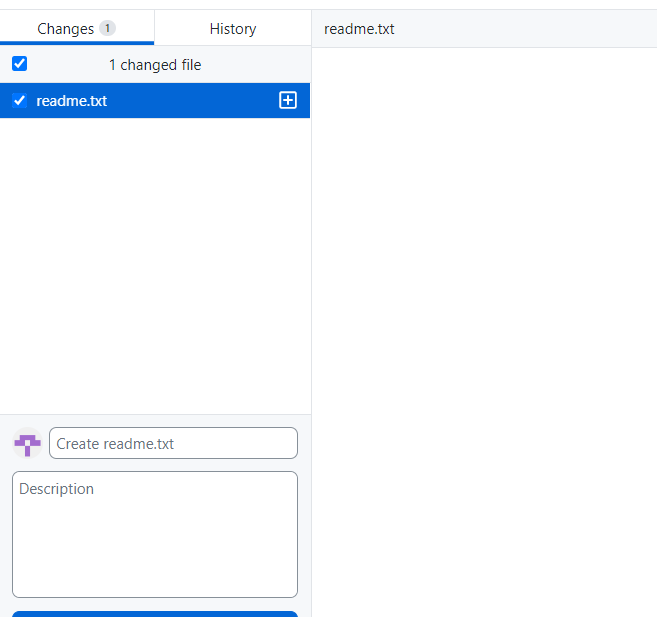 Changes 1
History
readme.txt
1 changed file
readme.txt
Create readme.txt
Description